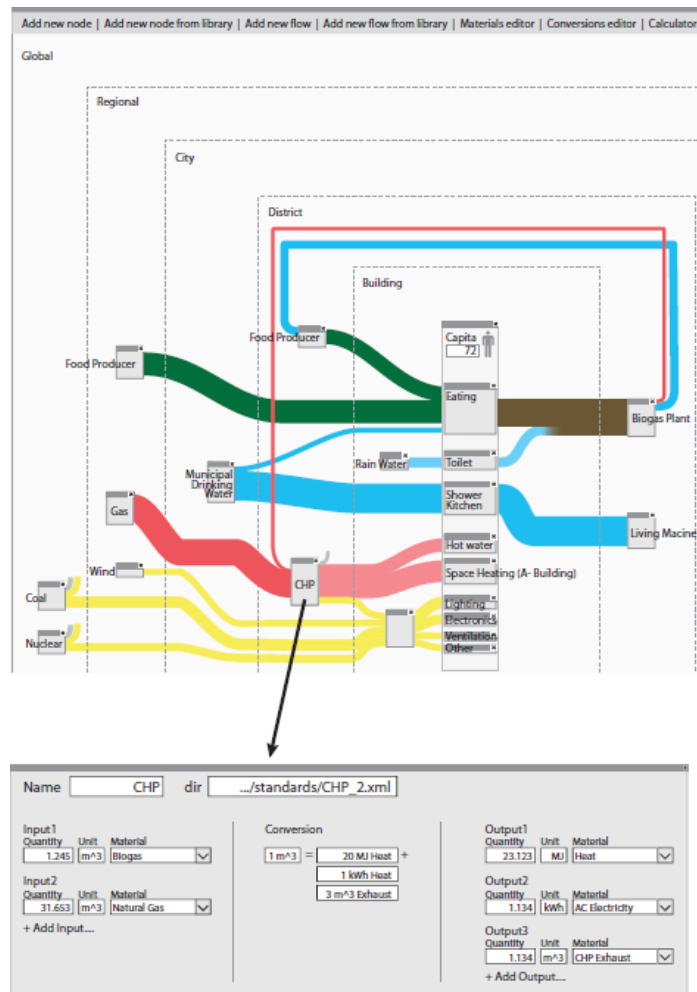 Add new node | Add new node from library | Add new flow | Add new flow from library | Materials editor | Conversions editor | Calculator
Global
Regional
City
District
Building
Capita
72
Food Producer
Food Producer
Eating
Biogas Plant
Rain Water
Toilet
Municipal
Drinking
Water
Shower
Kitchen
Gas
Living Macine
Hot water
Wind
CHP
Space Heating (A- Building)
Coal
Lighting
Electronics
Nuclear
Ventilation
Other
Name CHP dir .../standards/CHP_2.xml
Input1
Quantity Unit Material
1.245 m^3 Biogas
Input2
Quantity Unit Material
31.653 m^3 Natural Gas
+ Add Input....
Conversion
1 m^3 = 20 MJ Heat +
1 kWh Heat
3 m^3 Exhaust
Output1
Quantity Unit Material
23.123 MJ Heat
Output2
Quantity Unit Material
1.134 kWh AC Electricity
Output3
Quantity Unit Material
1.134 m^3 CHP Exhaust
+ Add Output....